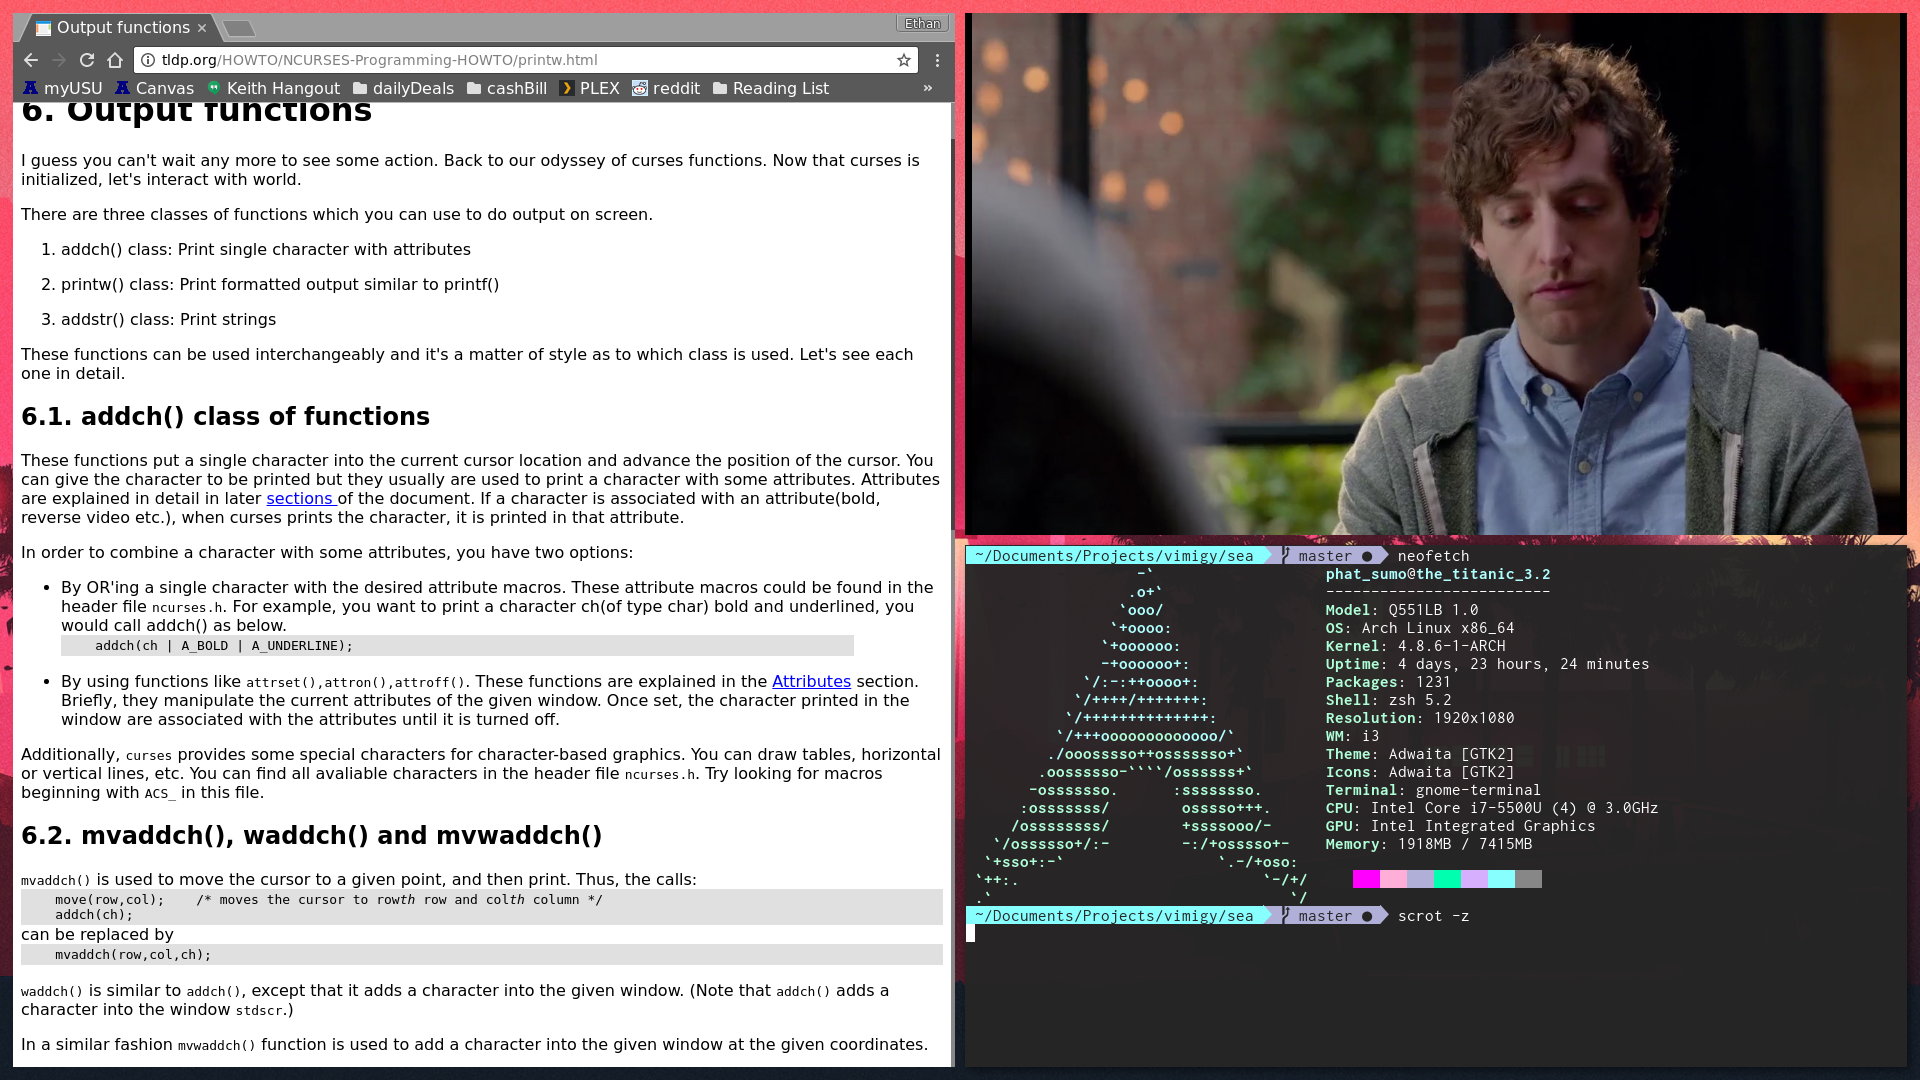 Output functions
Ethan
tldp.org/HOWTO/NCURSES-Programming-HOWTO/printw.html
myUSU Canvas Keith Hangout dailyDeals cashBill PLEX reddit Reading List »
6. Output functions
I guess you can't wait any more to see some action. Back to our odyssey of curses functions. Now that curses is
initialized, let's interact with world.
There are three classes of functions which you can use to do output on screen.
1. addch() class: Print single character with attributes
2. printw() class: Print formatted output similar to printf()
3. addstr() class: Print strings
These functions can be used interchangeably and it's a matter of style as to which class is used. Let's see each
one in detail.
6.1. addch() class of functions
These functions put a single character into the current cursor location and advance the position of the cursor. You
can give the character to be printed but they usually are used to print a character with some attributes. Attributes
are explained in detail in later sections of the document. If a character is associated with an attribute(bold,
reverse video etc.), when curses prints the character, it is printed in that attribute.
In order to combine a character with some attributes, you have two options:
• By OR'ing a single character with the desired attribute macros. These attribute macros could be found in the
header file ncurses.h. For example, you want to print a character ch(of type char) bold and underlined, you
would call addch() as below.
addch(ch | A_BOLD | A_UNDERLINE);
• By using functions like attrset(),attron(),attroff(). These functions are explained in the Attributes section.
Briefly, they manipulate the current attributes of the given window. Once set, the character printed in the
window are associated with the attributes until it is turned off.
Additionally, curses provides some special characters for character-based graphics. You can draw tables, horizontal
or vertical lines, etc. You can find all avaliable characters in the header file ncurses.h. Try looking for macros
beginning with ACS_ in this file.
6.2. mvaddch(), waddch() and mvwaddch()
mvaddch() is used to move the cursor to a given point, and then print. Thus, the calls:
move(row,col);    /* moves the cursor to rowth row and colth column */
addch(ch);
can be replaced by
mvaddch(row,col,ch);
waddch() is similar to addch(), except that it adds a character into the given window. (Note that addch() adds a
character into the window stdscr.)
In a similar fashion mvwaddch() function is used to add a character into the given window at the given coordinates.
~/Documents/Projects/vimigy/sea master ● neofetch
-`
.o+`
`ooo/
`+oooo:
`+oooooo:
-+oooooo+:
`/:-:++oooo+:
`/++++/+++++++:
`/++++++++++++++:
`/+++ooooooooooooo/`
./ooosssso++osssssso+`
.oossssso-````/ossssss+`
-osssssso.      :ssssssso.
:osssssss/        osssso+++.
/ossssssss/        +ssssooo/-
`/ossssso+/:-        -:/+osssso+-
`+sso+:-`                 `.-/+oso:
`++:.                           `-/+/
.`                                 `/
phat_sumo@the_titanic_3.2
-------------------------
Model: Q551LB 1.0
OS: Arch Linux x86_64
Kernel: 4.8.6-1-ARCH
Uptime: 4 days, 23 hours, 24 minutes
Packages: 1231
Shell: zsh 5.2
Resolution: 1920x1080
WM: i3
Theme: Adwaita [GTK2]
Icons: Adwaita [GTK2]
Terminal: gnome-terminal
CPU: Intel Core i7-5500U (4) @ 3.0GHz
GPU: Intel Integrated Graphics
Memory: 1918MB / 7415MB
~/Documents/Projects/vimigy/sea master ● scrot -z